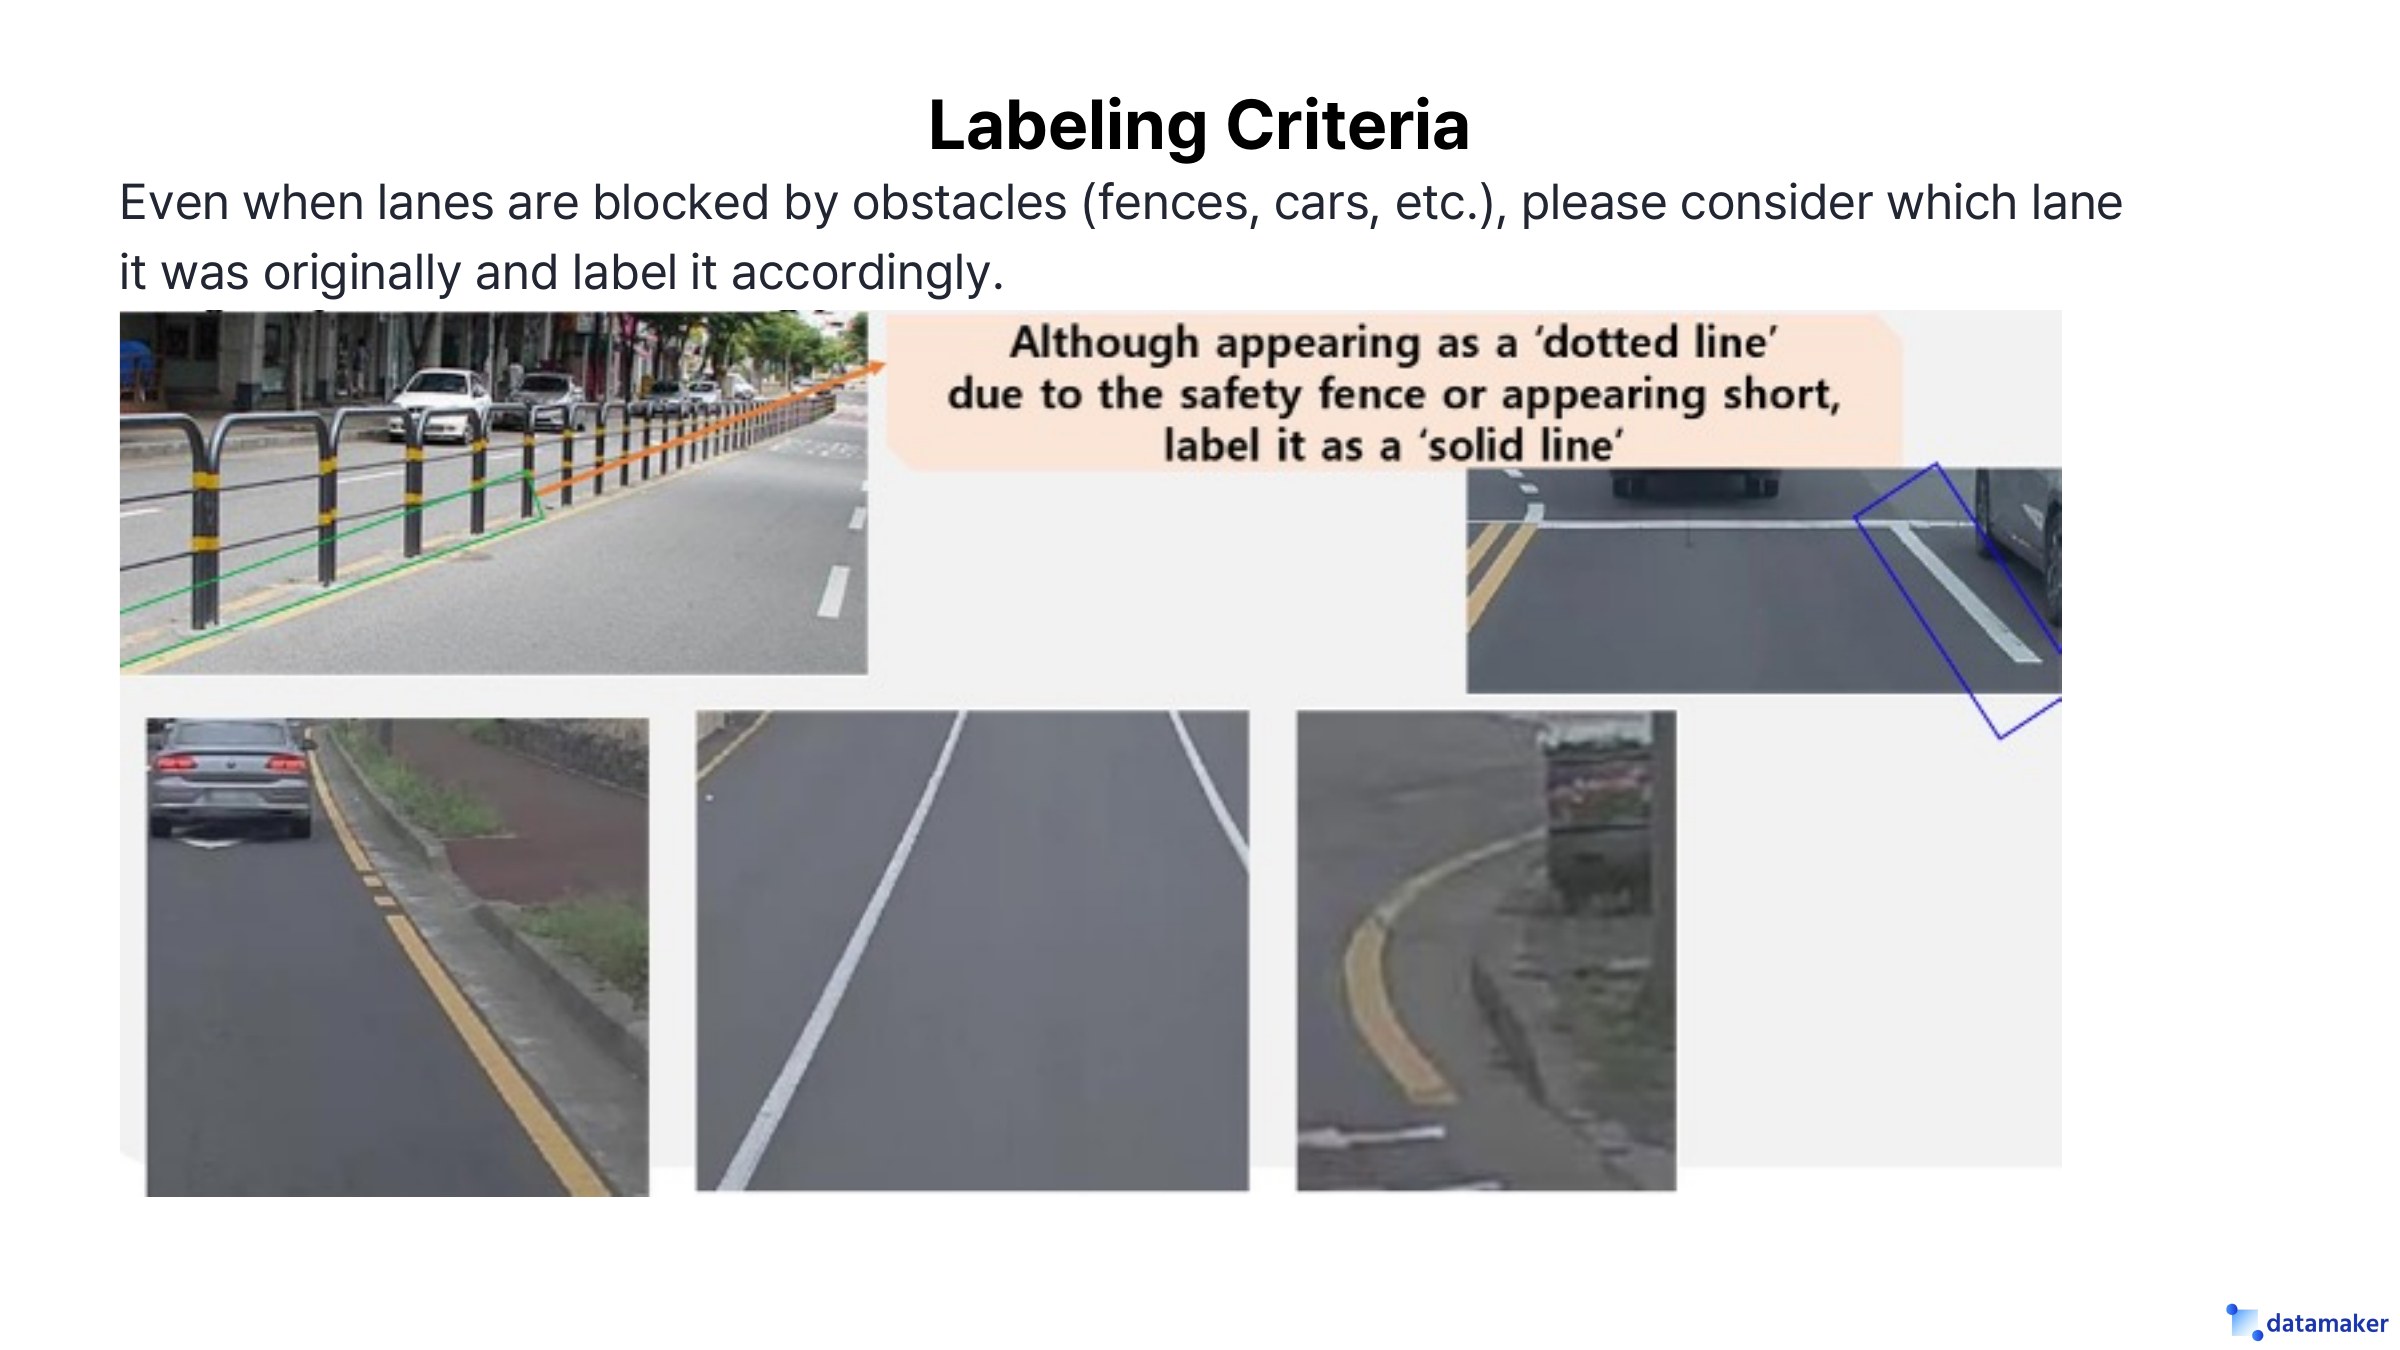 Labeling Criteria
Even when lanes are blocked by obstacles (fences, cars, etc.), please consider which lane
it was originally and label it accordingly.
Although appearing as a ‘dotted line’
due to the safety fence or appearing short,
label it as a ‘solid line’
datamaker